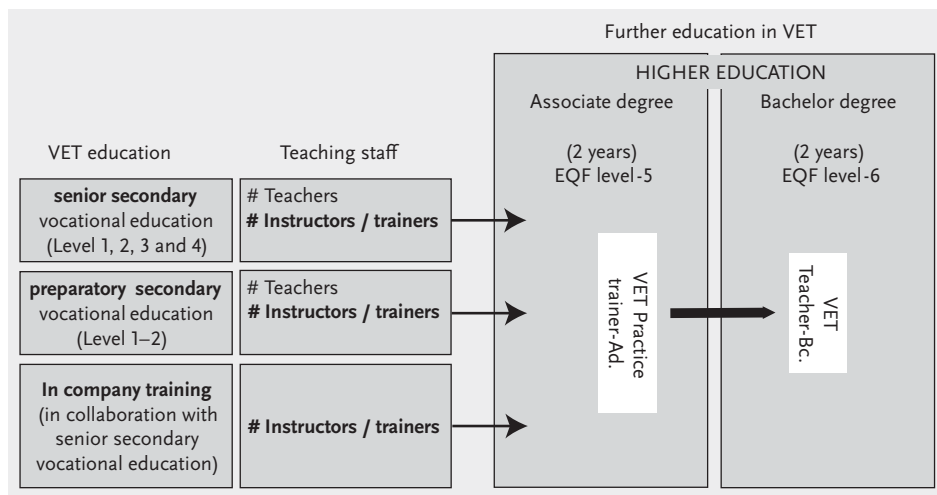 Further education in VET
HIGHER EDUCATION
Associate degree
(2 years)
EQF level-5
Bachelor degree
(2 years)
EQF level-6
VET education
Teaching staff
senior secondary
vocational education
(Level 1, 2, 3 and 4)
# Teachers
# Instructors / trainers
preparatory secondary
vocational education
(Level 1–2)
# Teachers
# Instructors / trainers
In company training
(in collaboration with
senior secondary
vocational education)
# Instructors / trainers
VET Practice
trainer-Ad.
VET
Teacher-Bc.